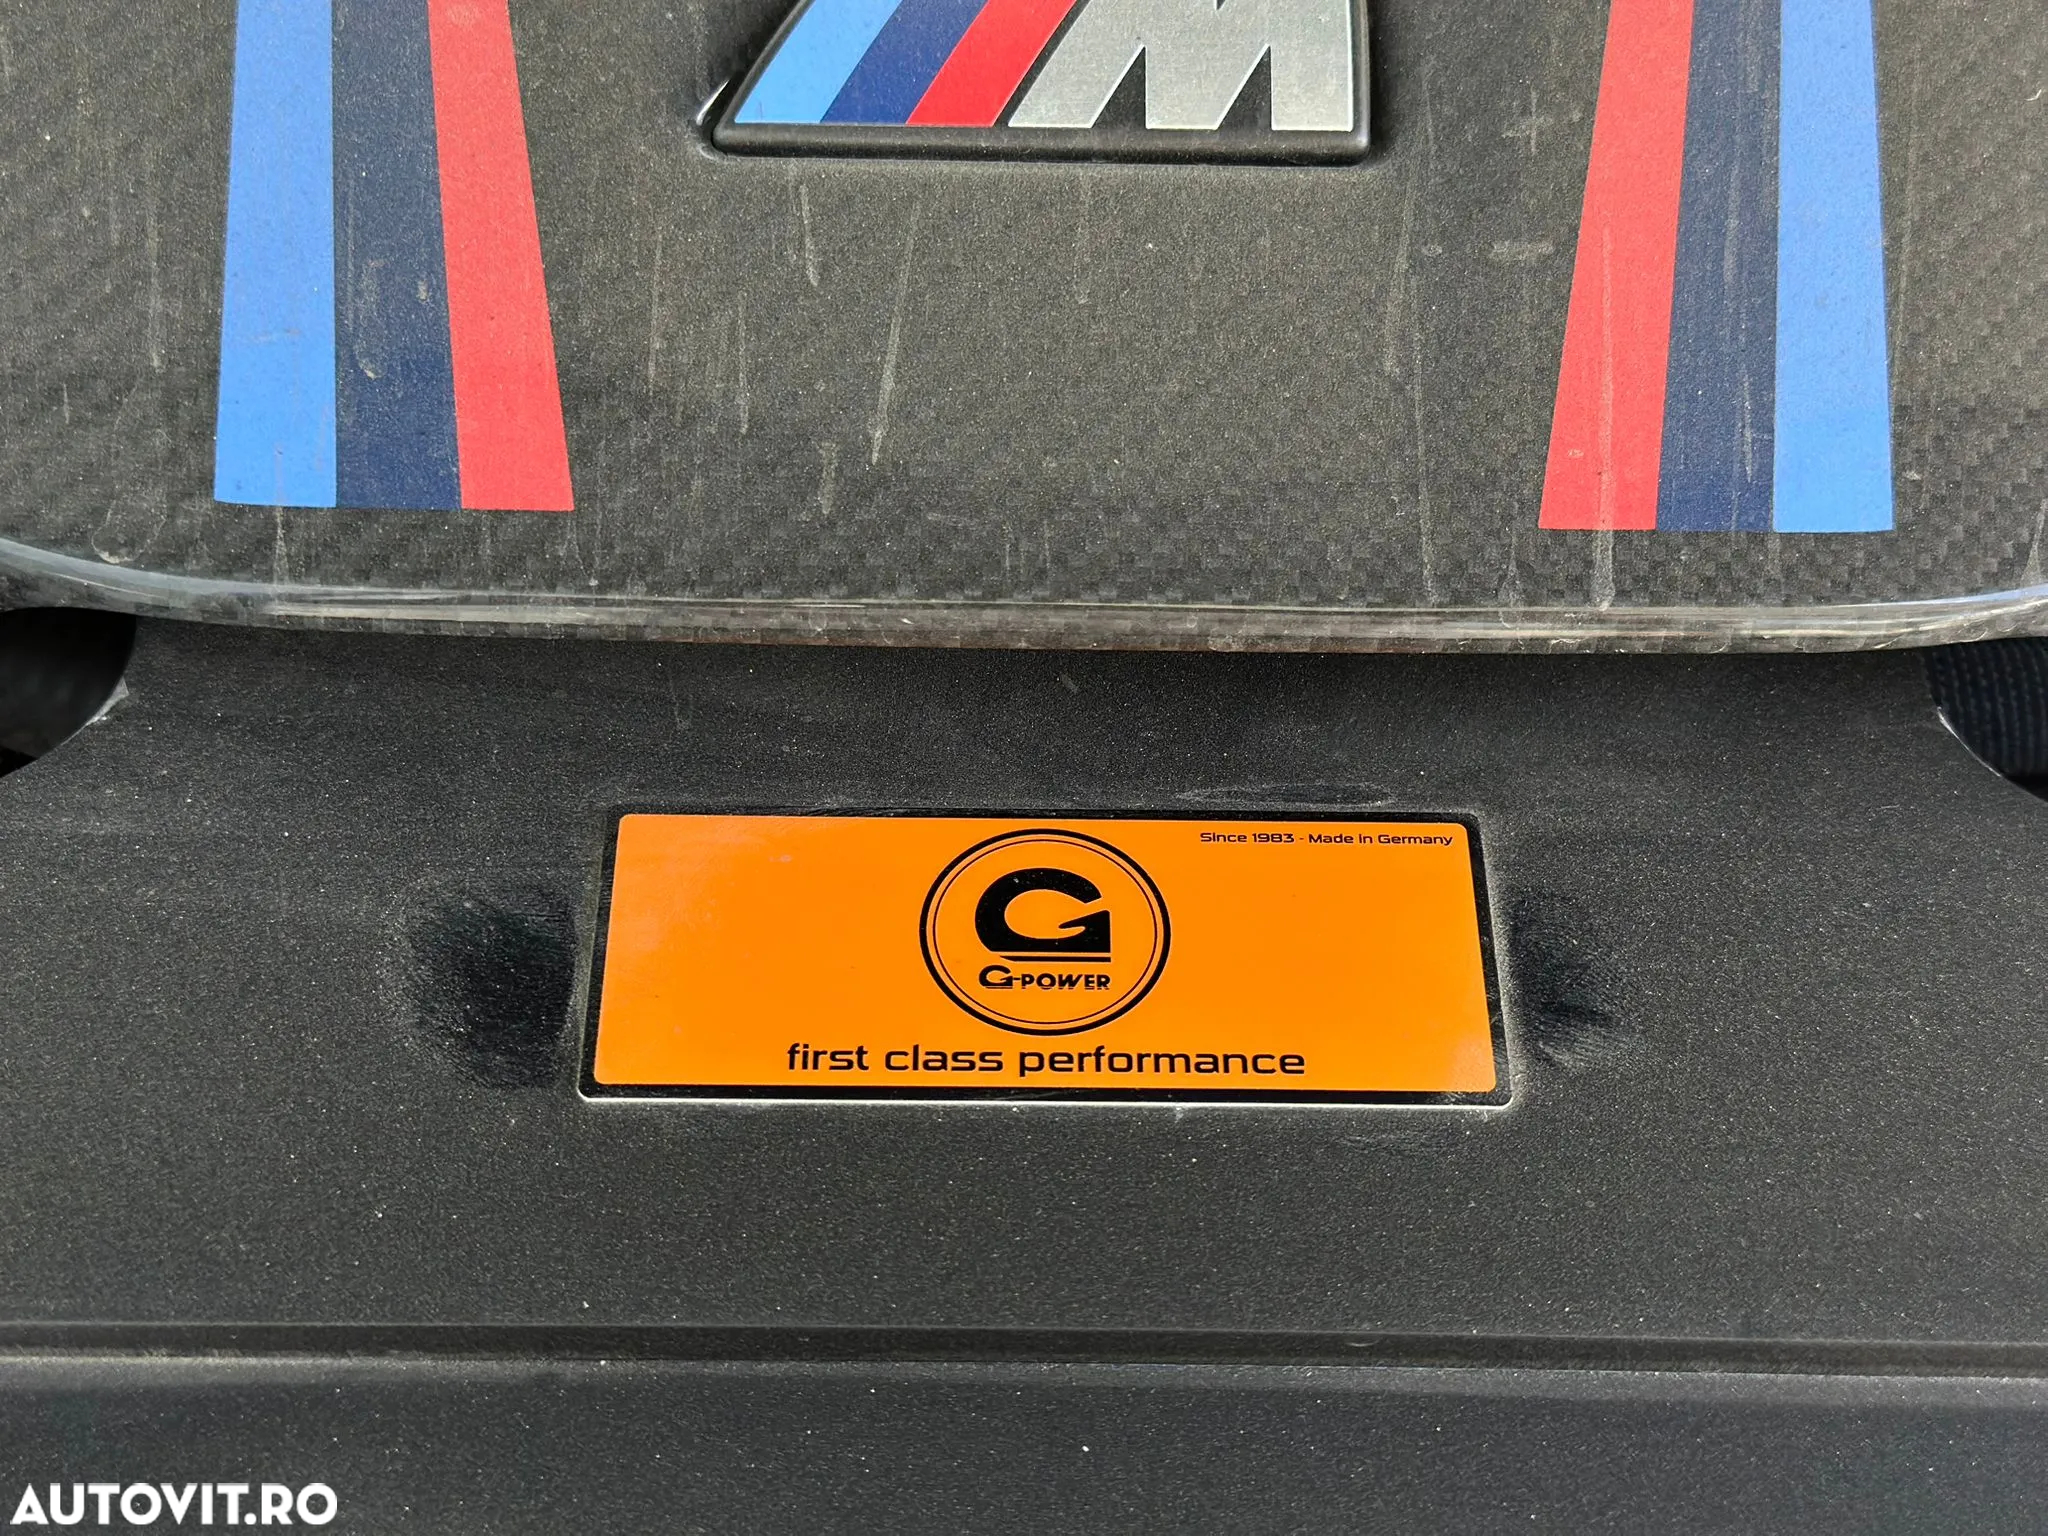 M
Since 1983 - Made in Germany
G
G-POWER
first class performance
AUTOVIT.RO